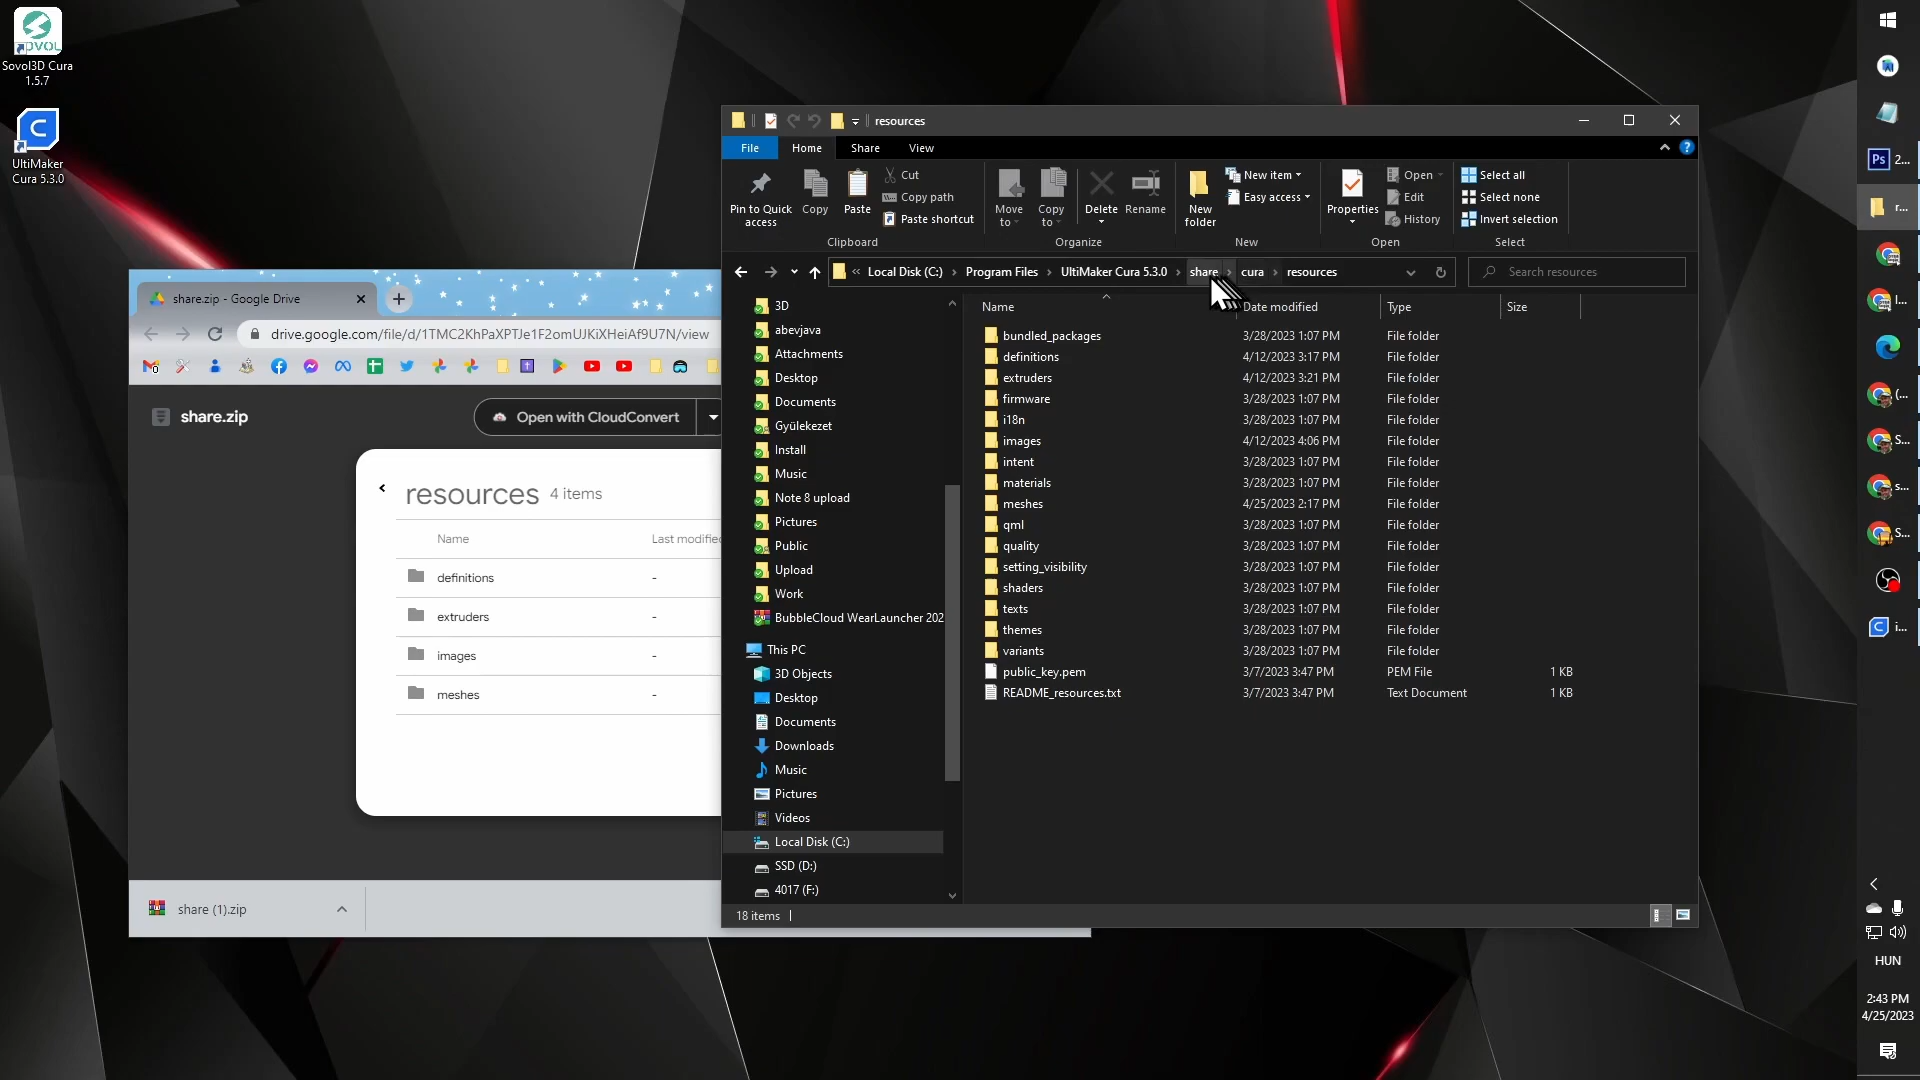 Sovol3D Cura
1.5.7
UltiMaker
Cura 5.3.0
share.zip - Google Drive
drive.google.com/file/d/1TMC2KhPaXPTJe1F2omUJKiXHeiAf9U7N/view
share.zip
Open with CloudConvert
resources 4 items
Name Last modified
definitions -
extruders -
images -
meshes -
share (1).zip
resources
File Home Share View
Pin to Quick
access
Copy
Paste
Cut
Copy path
Paste shortcut
Clipboard
Move
to
Copy
to
Delete
Rename
Organize
New
folder
New item
Easy access
New
Properties
Open
Edit
History
Open
Select all
Select none
Invert selection
Select
« Local Disk (C:) › Program Files › UltiMaker Cura 5.3.0 › share › cura › resources
Search resources
3D
abevjava
Attachments
Desktop
Documents
Gyülekezet
Install
Music
Note 8 upload
Pictures
Public
Upload
Work
BubbleCloud WearLauncher 202
This PC
3D Objects
Desktop
Documents
Downloads
Music
Pictures
Videos
Local Disk (C:)
SSD (D:)
4017 (F:)
Name Date modified Type Size
bundled_packages 3/28/2023 1:07 PM File folder
definitions 4/12/2023 3:17 PM File folder
extruders 4/12/2023 3:21 PM File folder
firmware 3/28/2023 1:07 PM File folder
i18n 3/28/2023 1:07 PM File folder
images 4/12/2023 4:06 PM File folder
intent 3/28/2023 1:07 PM File folder
materials 3/28/2023 1:07 PM File folder
meshes 4/25/2023 2:17 PM File folder
qml 3/28/2023 1:07 PM File folder
quality 3/28/2023 1:07 PM File folder
setting_visibility 3/28/2023 1:07 PM File folder
shaders 3/28/2023 1:07 PM File folder
texts 3/28/2023 1:07 PM File folder
themes 3/28/2023 1:07 PM File folder
variants 3/28/2023 1:07 PM File folder
public_key.pem 3/7/2023 3:47 PM PEM File 1 KB
README_resources.txt 3/7/2023 3:47 PM Text Document 1 KB
18 items
Ps 2...
r...
I...
(...
S...
s...
S...
i...
HUN
2:43 PM
4/25/2023